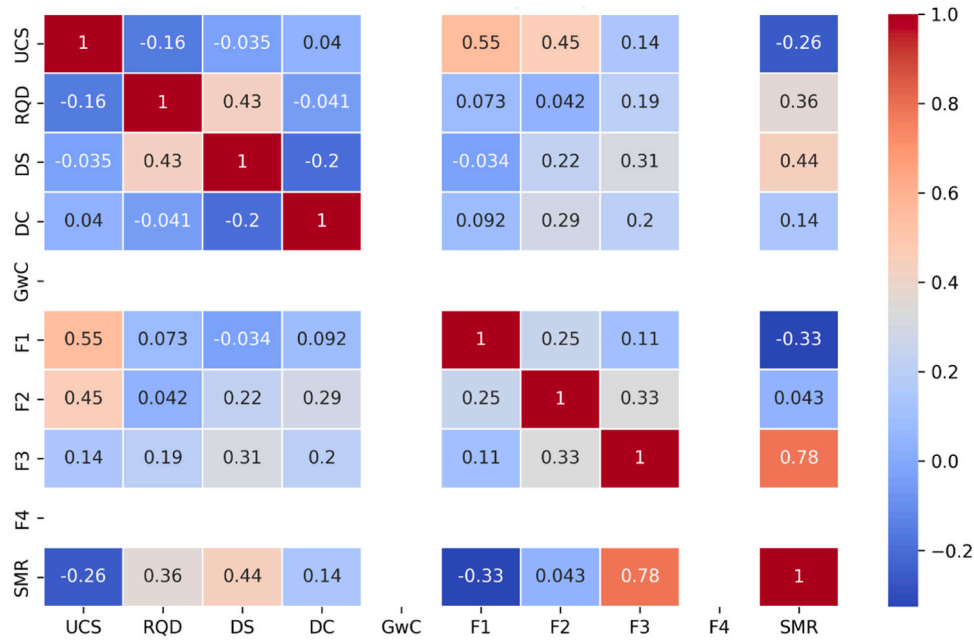 UCS 1 -0.16 -0.035 0.04 0.55 0.45 0.14 -0.26
RQD -0.16 1 0.43 -0.041 0.073 0.042 0.19 0.36
DS -0.035 0.43 1 -0.2 -0.034 0.22 0.31 0.44
DC 0.04 -0.041 -0.2 1 0.092 0.29 0.2 0.14
GwC
F1 0.55 0.073 -0.034 0.092 1 0.25 0.11 -0.33
F2 0.45 0.042 0.22 0.29 0.25 1 0.33 0.043
F3 0.14 0.19 0.31 0.2 0.11 0.33 1 0.78
F4
SMR -0.26 0.36 0.44 0.14 -0.33 0.043 0.78 1
UCS RQD DS DC GwC F1 F2 F3 F4 SMR
1.0
0.8
0.6
0.4
0.2
0.0
−0.2